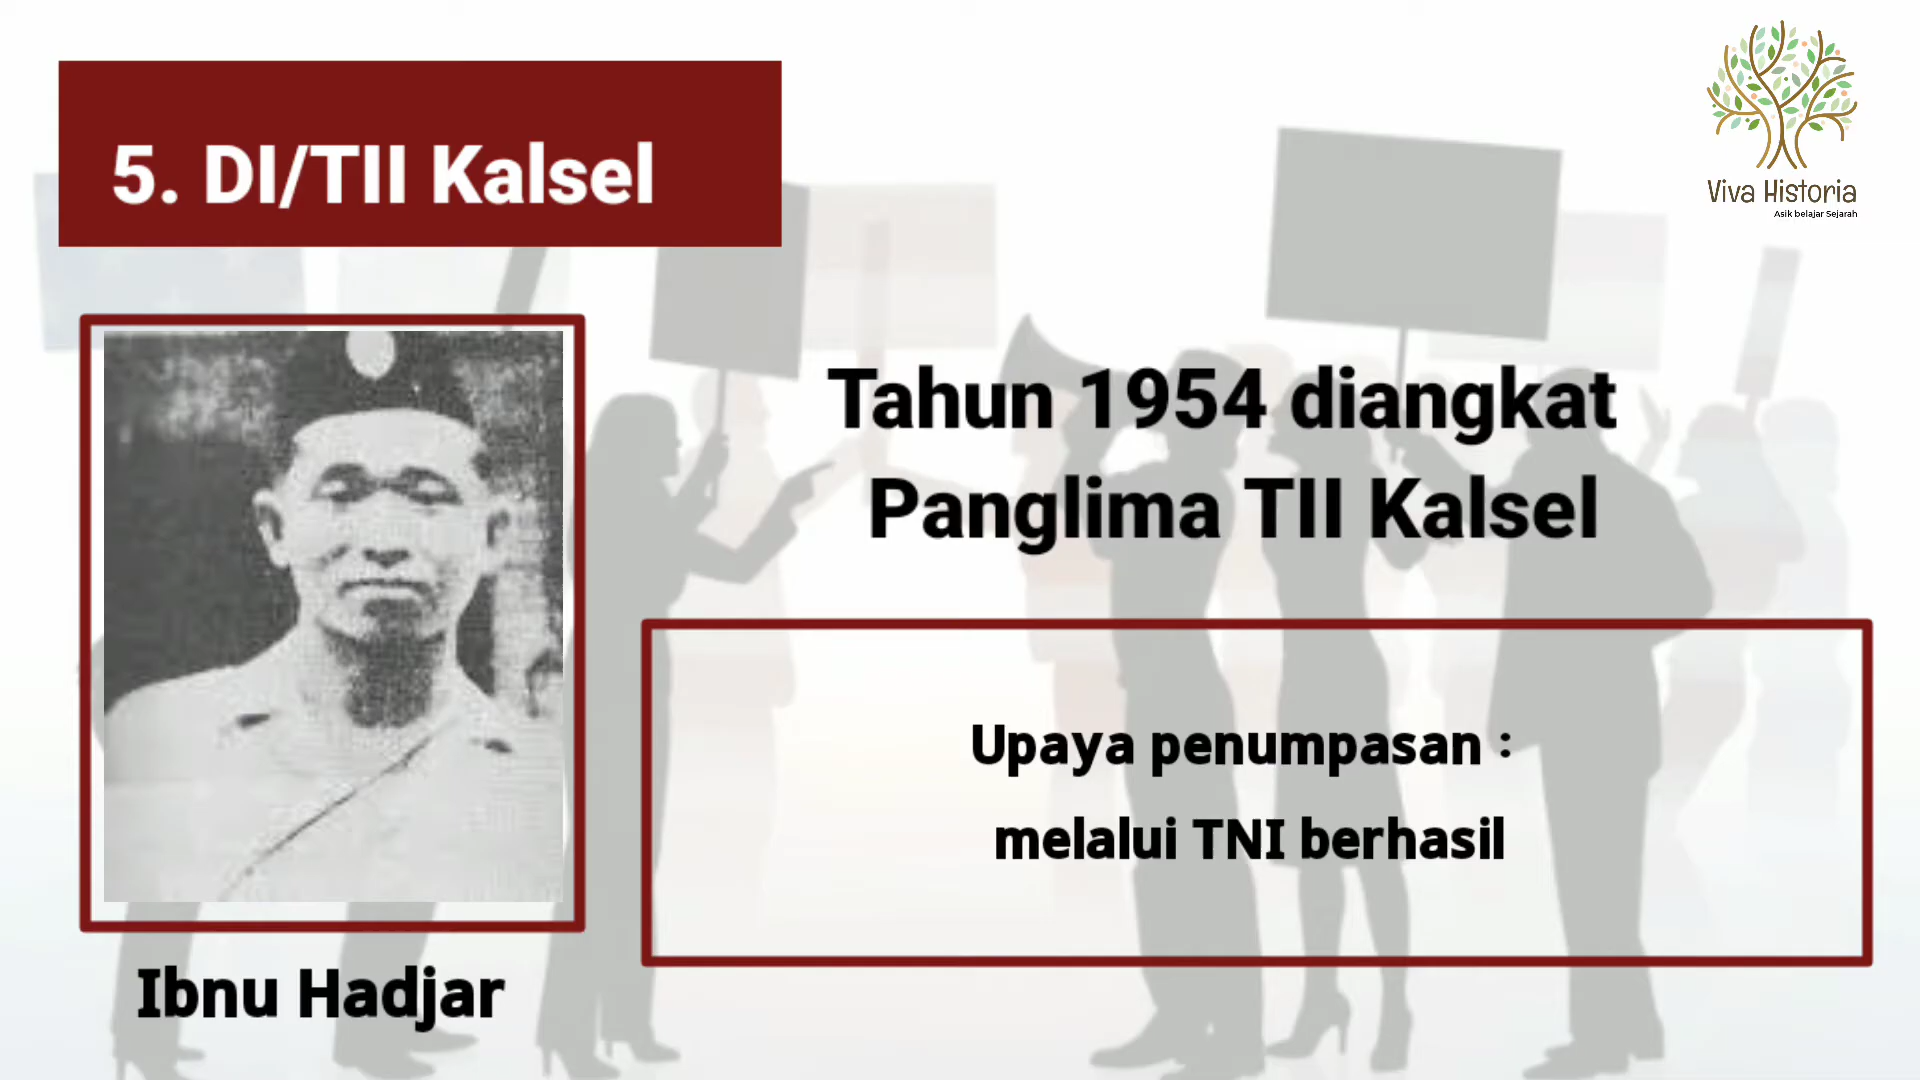 5. DI/TII Kalsel
Viva Historia
Asik belajar Sejarah
Tahun 1954 diangkat
Panglima TII Kalsel
Upaya penumpasan :
melalui TNI berhasil
Ibnu Hadjar